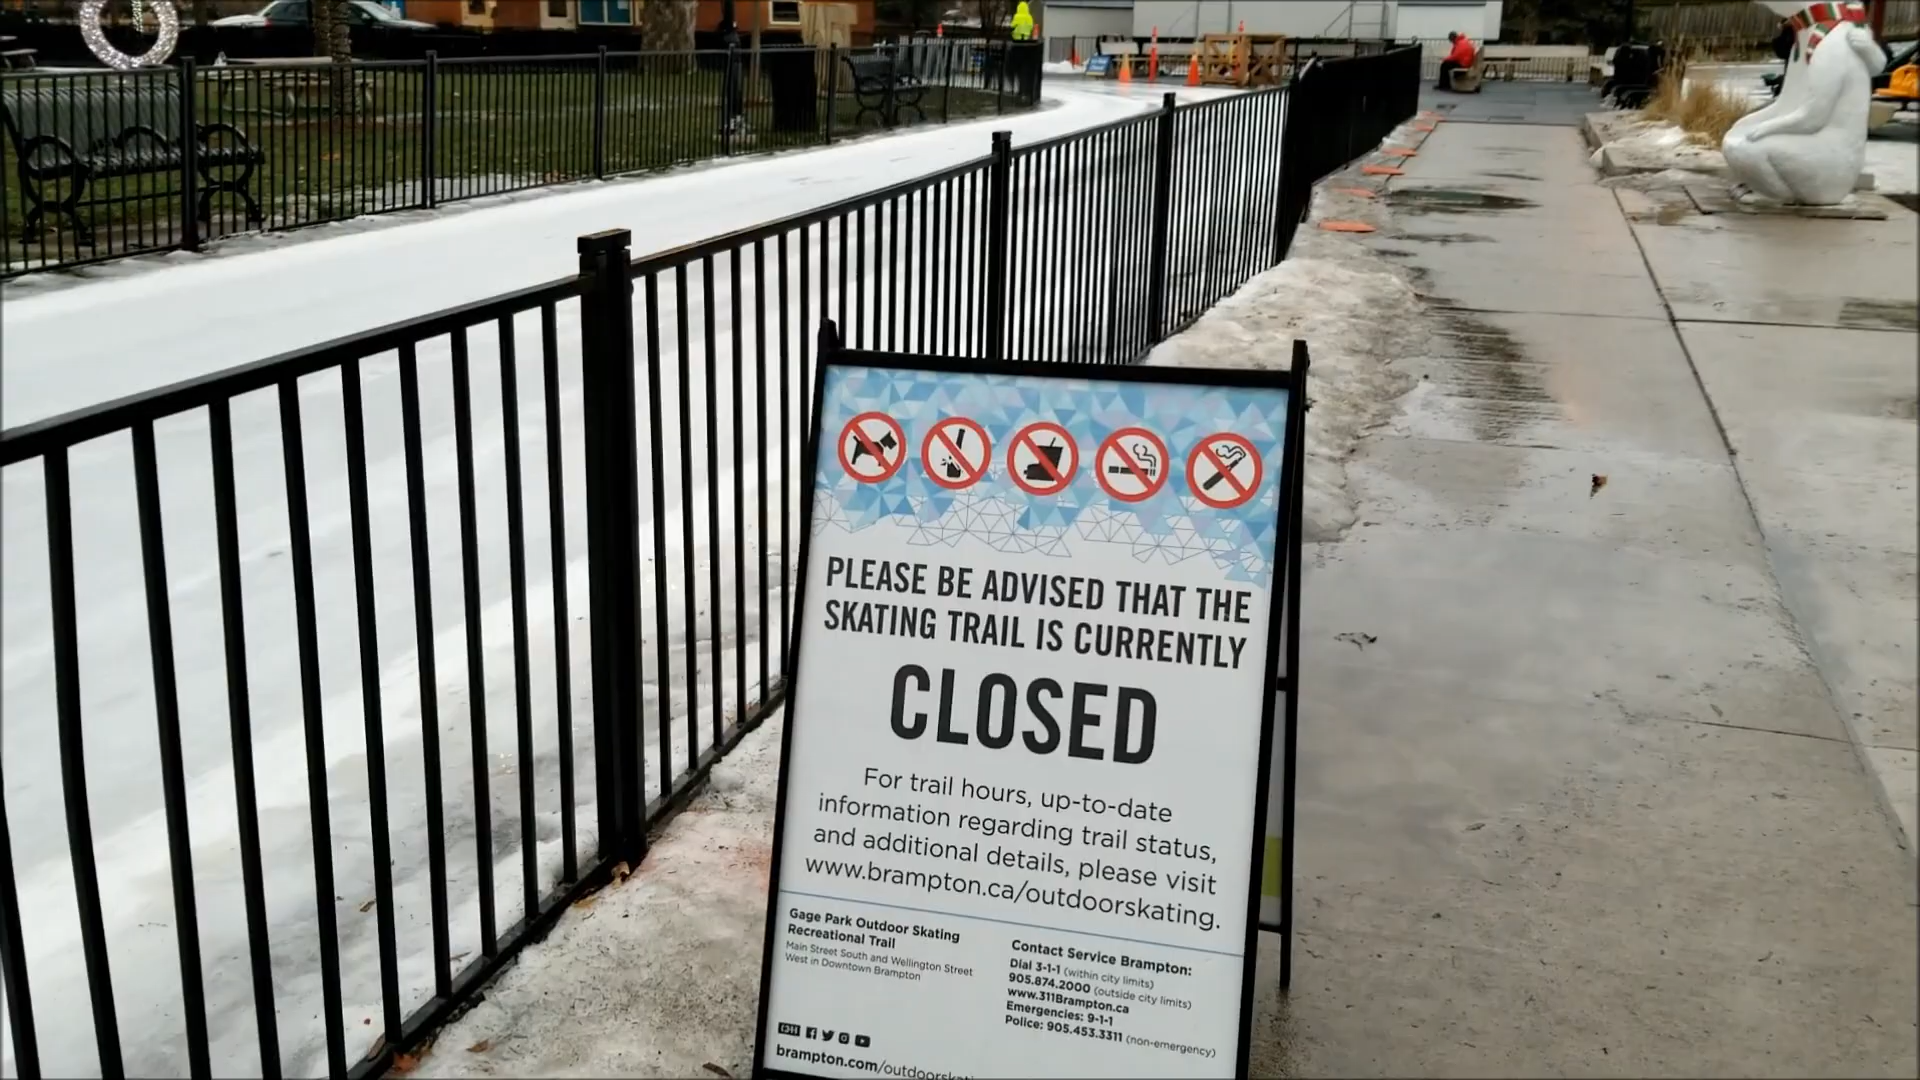 PLEASE BE ADVISED THAT THE
SKATING TRAIL IS CURRENTLY
CLOSED
For trail hours, up-to-date
information regarding trail status,
and additional details, please visit
www.brampton.ca/outdoorskating.
Gage Park Outdoor Skating
Recreational Trail
Main Street South and Wellington Street
West in Downtown Brampton
Contact Service Brampton:
Dial 3-1-1 (within city limits)
905.874.2000 (outside city limits)
www.311Brampton.ca
Emergencies: 9-1-1
Police: 905.453.3311 (non-emergency)
brampton.com/outdoorskati